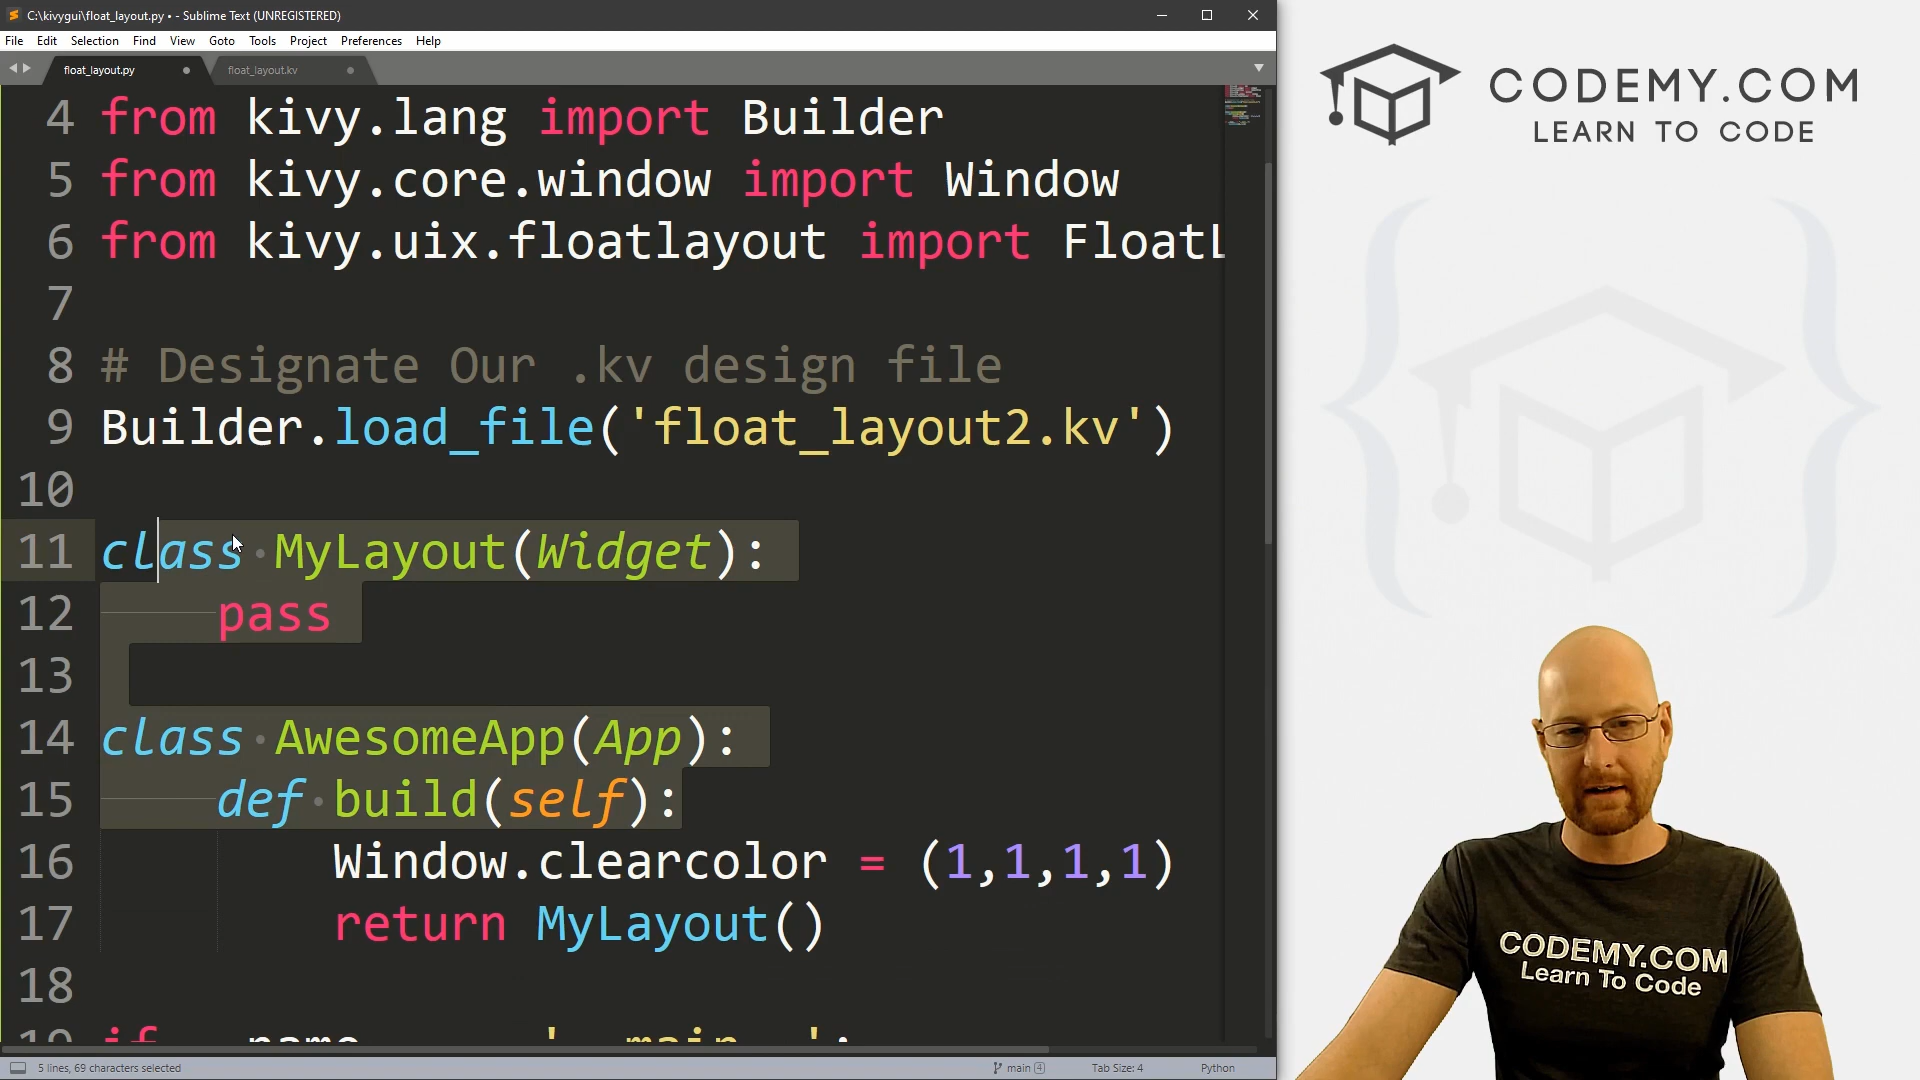 C:\kivygui\float_layout.py • - Sublime Text (UNREGISTERED)
File Edit Selection Find View Goto Tools Project Preferences Help
float_layout.py float_layout.kv
4 from kivy.lang import Builder
5 from kivy.core.window import Window
6 from kivy.uix.floatlayout import FloatL
7
8 # Designate Our .kv design file
9 Builder.load_file('float_layout2.kv')
10
11 class MyLayout(Widget):
12 pass
13
14 class AwesomeApp(App):
15 def build(self):
16 Window.clearcolor = (1,1,1,1)
17 return MyLayout()
18
5 lines, 69 characters selected main 4 Tab Size: 4 Python
CODEMY.COM
LEARN TO CODE
CODEMY.COM
Learn To Code